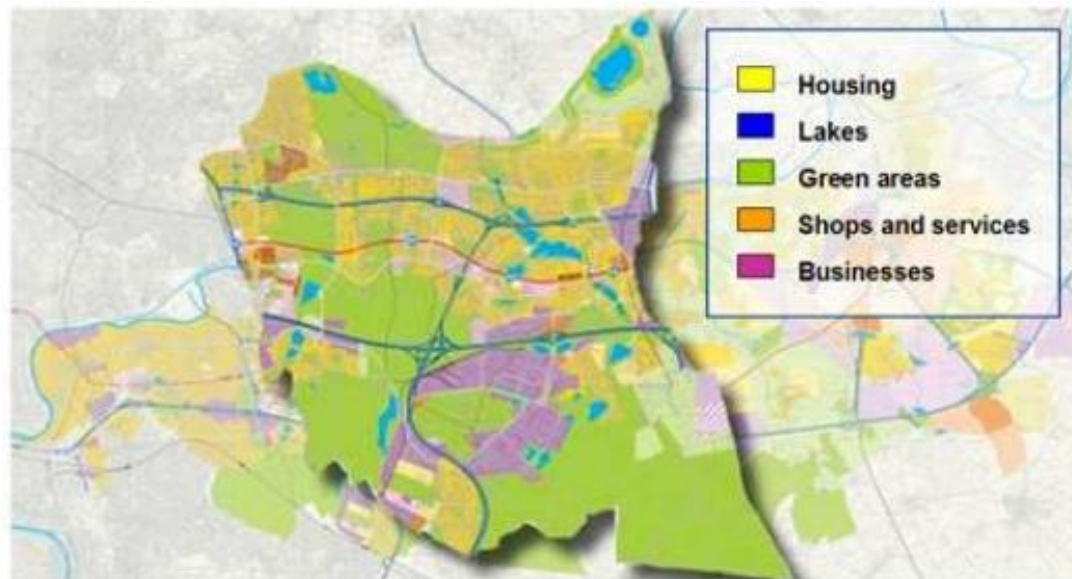 Housing
Lakes
Green areas
Shops and services
Businesses